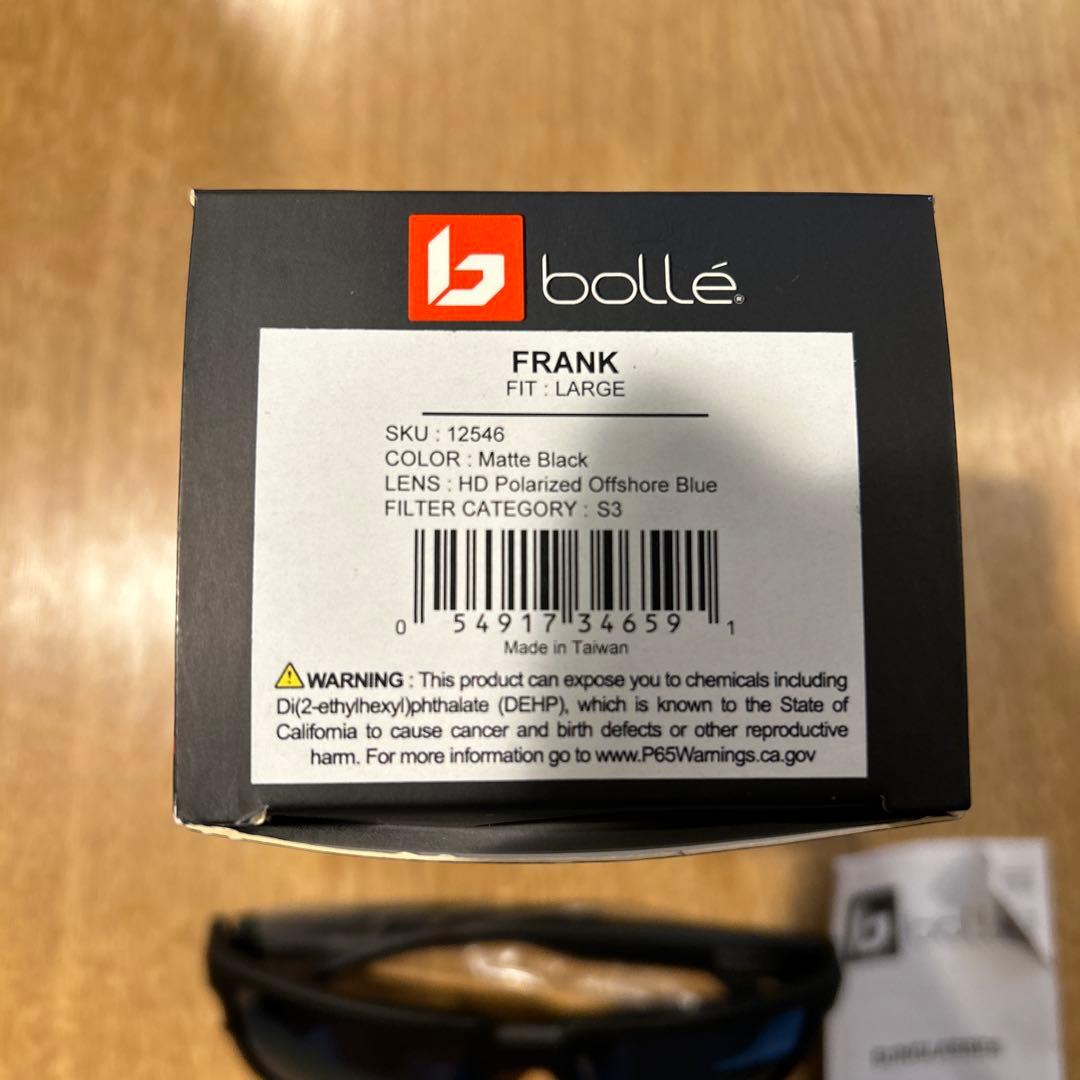 b bollé®
FRANK
FIT : LARGE
SKU : 12546
COLOR : Matte Black
LENS : HD Polarized Offshore Blue
FILTER CATEGORY : S3
0 54917 34659 1
Made in Taiwan
WARNING : This product can expose you to chemicals including
Di(2-ethylhexyl)phthalate (DEHP), which is known to the State of
California to cause cancer and birth defects or other reproductive
harm. For more information go to www.P65Warnings.ca.gov
b bollé
SUNGLASSES